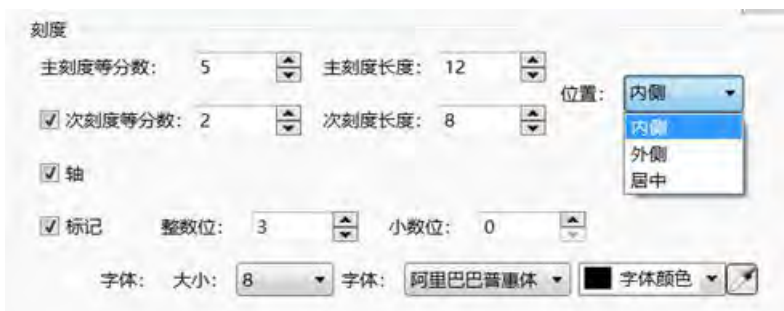 刻度
主刻度等分数： 5 主刻度长度： 12
位置： 内侧
次刻度等分数： 2 次刻度长度： 8
内侧
外侧
居中
轴
标记 整数位： 3 小数位： 0
字体： 大小： 8 字体： 阿里巴巴普惠体 字体颜色